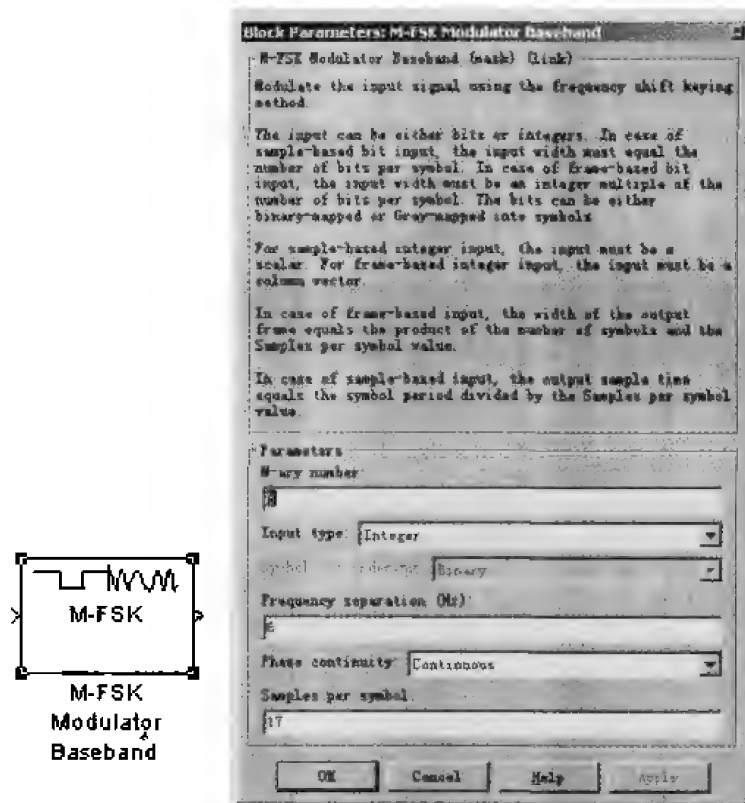 Block Parameters: M-FSK Modulator Baseband
M-FSK Modulator Baseband (mask) (link)
Modulate the input signal using the frequency shift keying
method.
The input can be either bits or integers. In case of
sample-based bit input, the input width must equal the
number of bits per symbol. In case of frame-based bit
input, the input width must be an integer multiple of the
number of bits per symbol. The bits can be either
binary-mapped or Gray-mapped into symbols
For sample-based integer input, the input must be a
scalar. For frame-based integer input, the input must be a
column vector.
In case of frame-based input, the width of the output
frame equals the product of the number of symbols and the
Samples per symbol value.
In case of sample-based input, the output sample time
equals the symbol period divided by the Samples per symbol
value.
Parameters
M-ary number:
Input type: Integer
Symbol Binary
Frequency separation (Hz):
6
Phase continuity: Continuous
Samples per symbol:
17
OK Cancel Help Apply
M-FSK
M-FSK
Modulator
Baseband